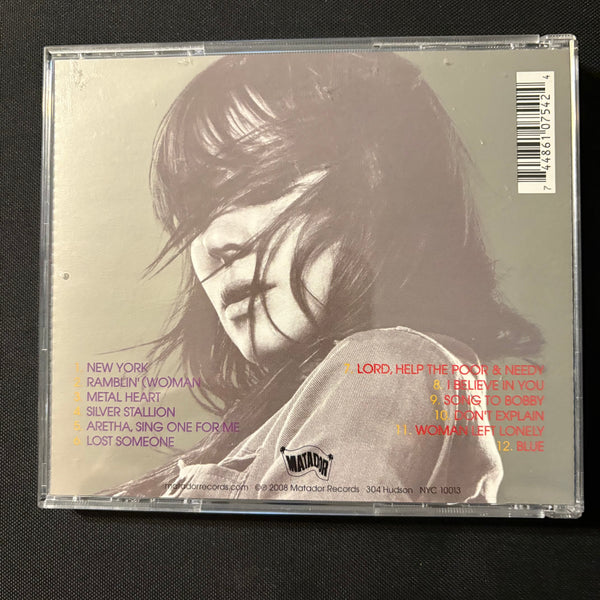 7 44861 07542 4
1. NEW YORK
2. RAMBLIN' (WO)MAN
3. METAL HEART
4. SILVER STALLION
5. ARETHA, SING ONE FOR ME
6. LOST SOMEONE
7. LORD, HELP THE POOR & NEEDY
8. I BELIEVE IN YOU
9. SONG TO BOBBY
10. DON'T EXPLAIN
11. WOMAN LEFT LONELY
12. BLUE
MATADOR
matadorrecords.com ©℗ 2008 Matador Records 304 Hudson NYC 10013